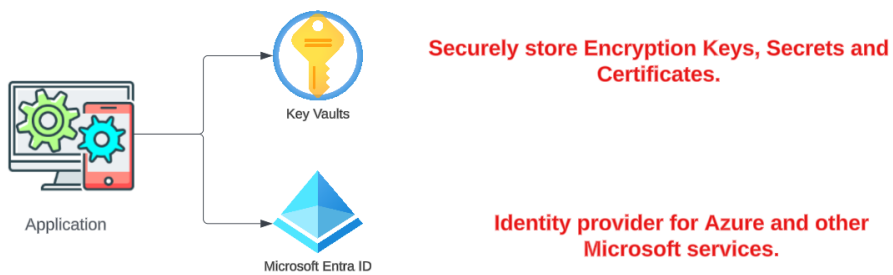 Securely store Encryption Keys, Secrets and
Certificates.
Key Vaults
Application
Identity provider for Azure and other
Microsoft services.
Microsoft Entra ID